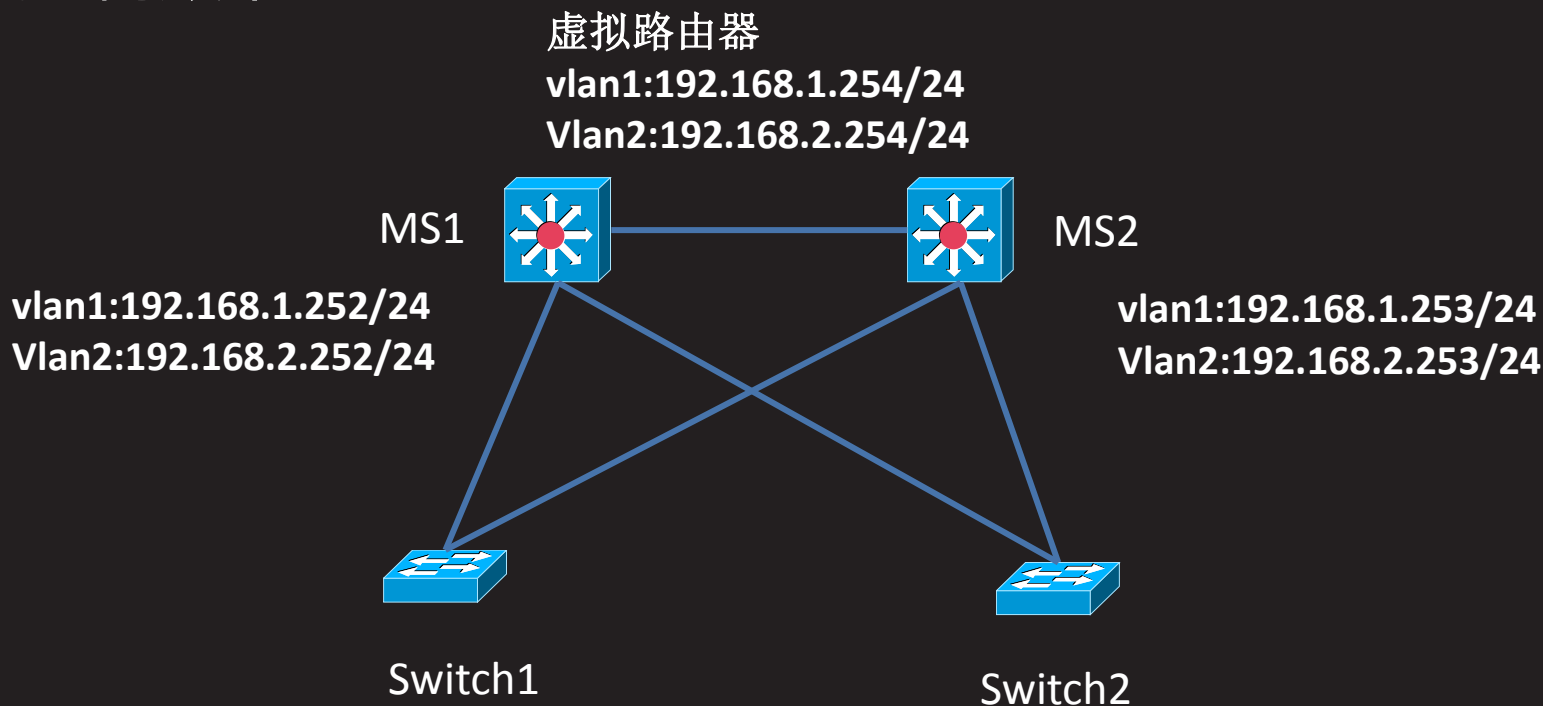 虚拟路由器
vlan1:192.168.1.254/24
Vlan2:192.168.2.254/24
MS1
MS2
vlan1:192.168.1.252/24
Vlan2:192.168.2.252/24
vlan1:192.168.1.253/24
Vlan2:192.168.2.253/24
Switch1
Switch2